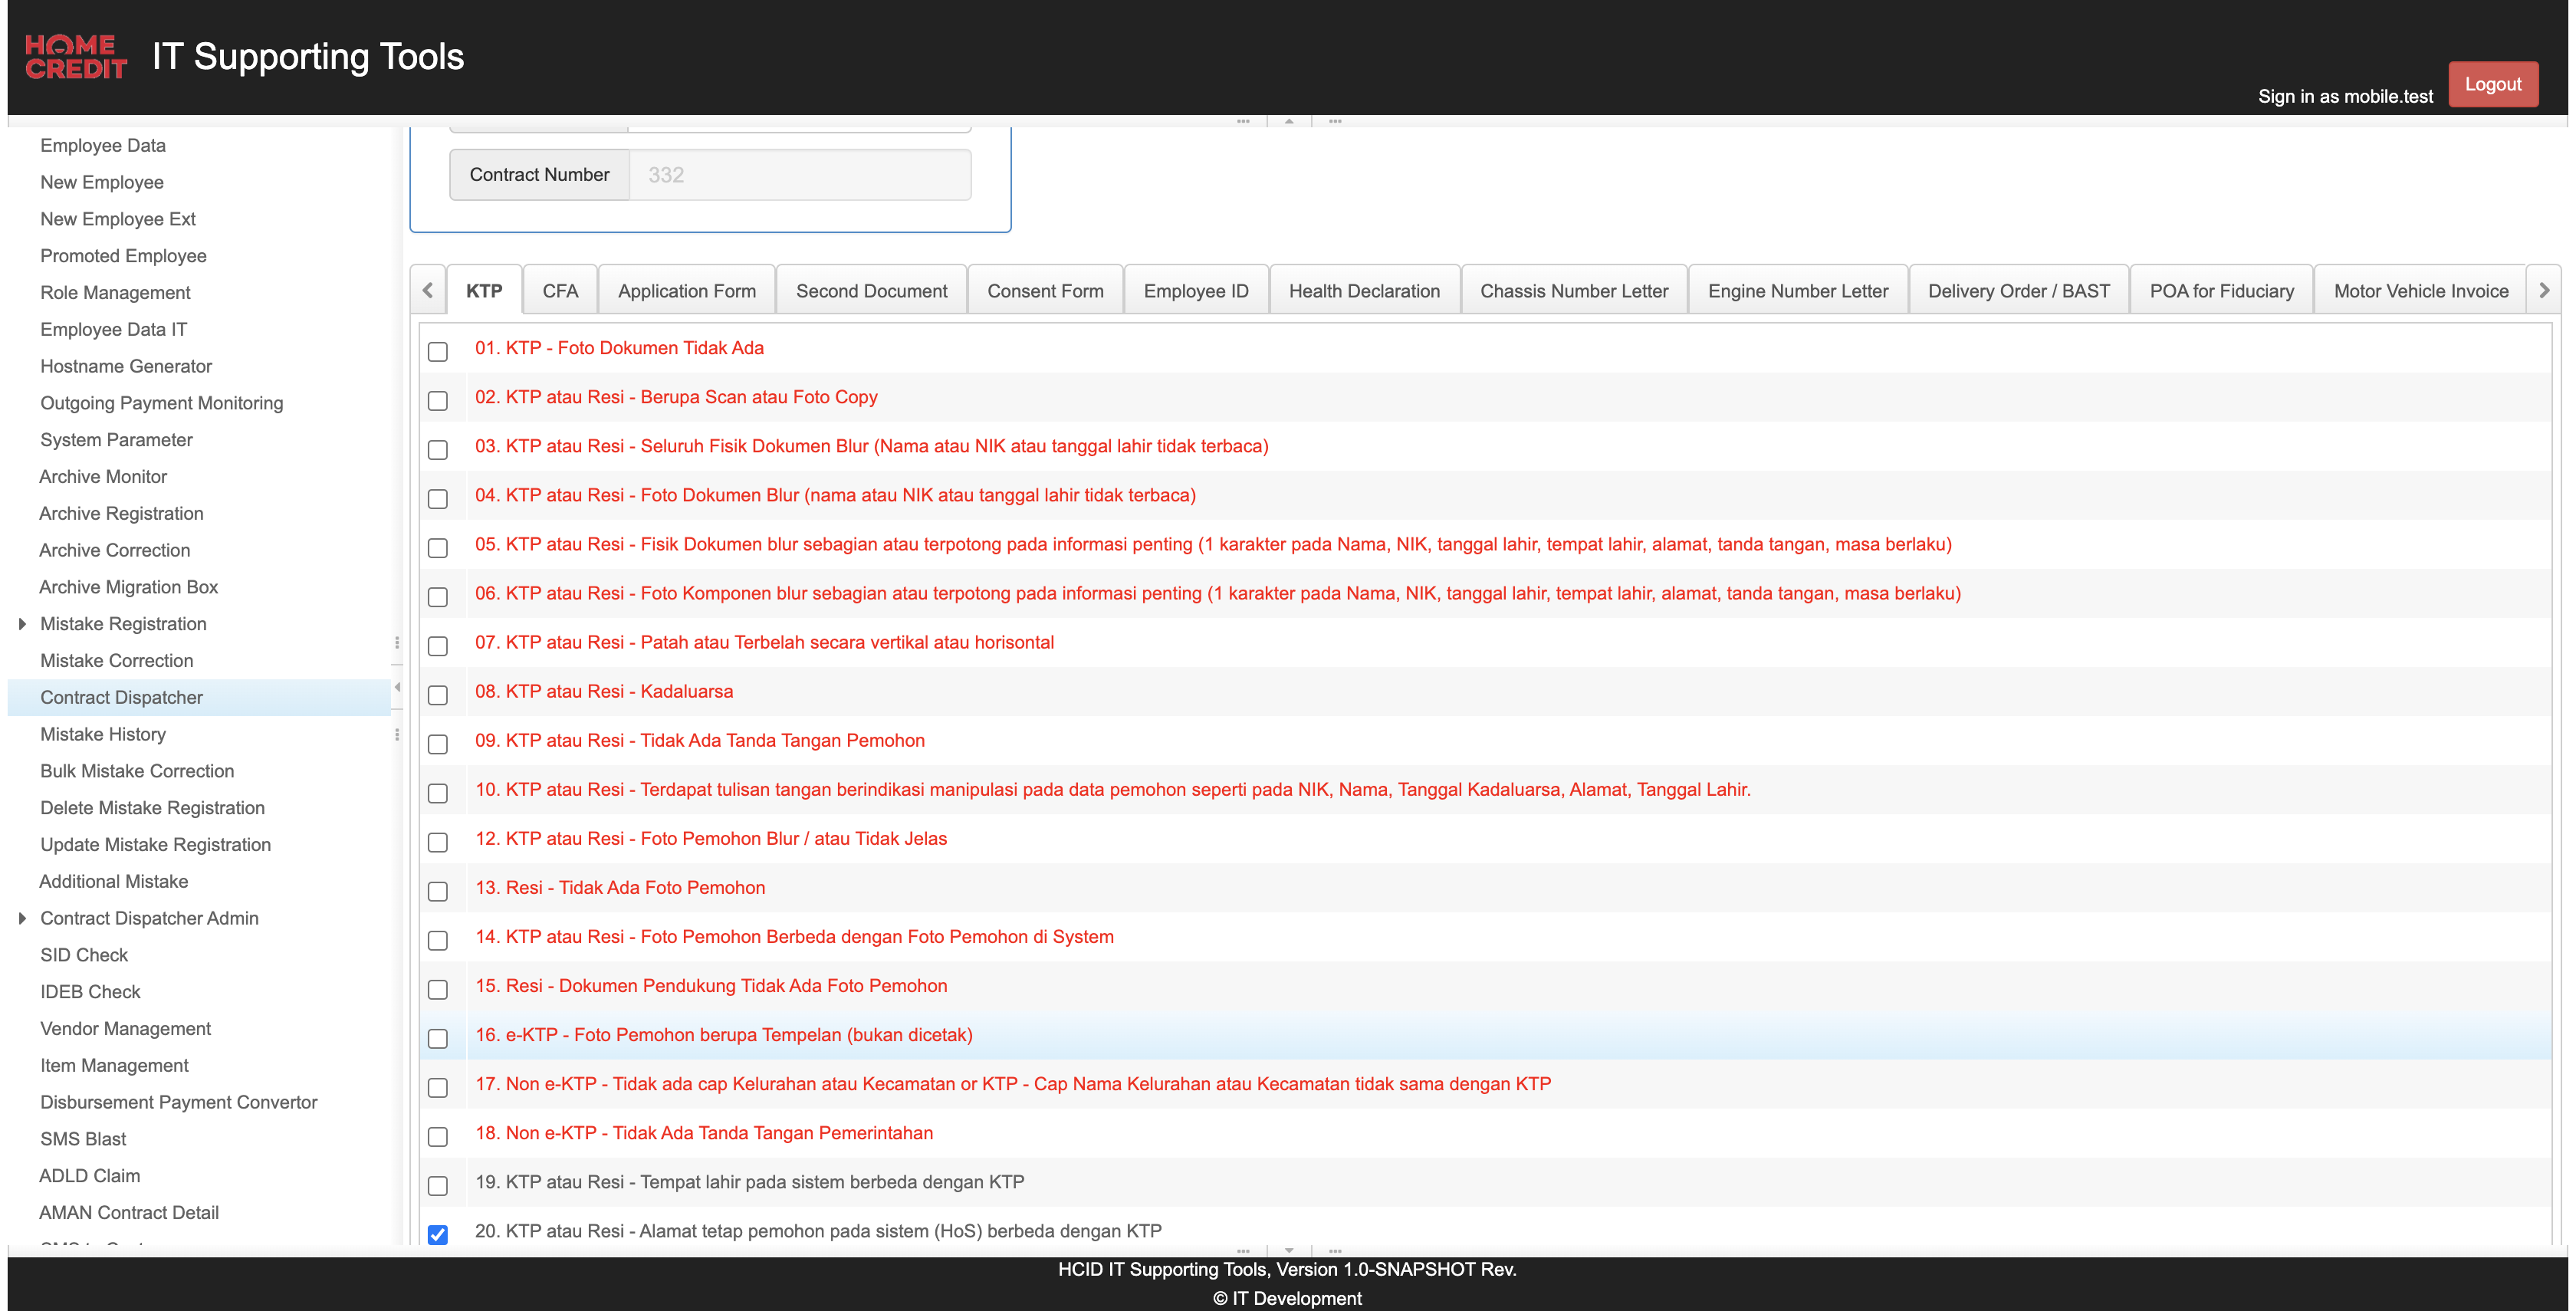 HOME
CREDIT
IT Supporting Tools
Sign in as mobile.test
Logout
Employee Data
New Employee
New Employee Ext
Promoted Employee
Role Management
Employee Data IT
Hostname Generator
Outgoing Payment Monitoring
System Parameter
Archive Monitor
Archive Registration
Archive Correction
Archive Migration Box
Mistake Registration
Mistake Correction
Contract Dispatcher
Mistake History
Bulk Mistake Correction
Delete Mistake Registration
Update Mistake Registration
Additional Mistake
Contract Dispatcher Admin
SID Check
IDEB Check
Vendor Management
Item Management
Disbursement Payment Convertor
SMS Blast
ADLD Claim
AMAN Contract Detail
Contract Number 332
KTP CFA Application Form Second Document Consent Form Employee ID Health Declaration Chassis Number Letter Engine Number Letter Delivery Order / BAST POA for Fiduciary Motor Vehicle Invoice
01. KTP - Foto Dokumen Tidak Ada
02. KTP atau Resi - Berupa Scan atau Foto Copy
03. KTP atau Resi - Seluruh Fisik Dokumen Blur (Nama atau NIK atau tanggal lahir tidak terbaca)
04. KTP atau Resi - Foto Dokumen Blur (nama atau NIK atau tanggal lahir tidak terbaca)
05. KTP atau Resi - Fisik Dokumen blur sebagian atau terpotong pada informasi penting (1 karakter pada Nama, NIK, tanggal lahir, tempat lahir, alamat, tanda tangan, masa berlaku)
06. KTP atau Resi - Foto Komponen blur sebagian atau terpotong pada informasi penting (1 karakter pada Nama, NIK, tanggal lahir, tempat lahir, alamat, tanda tangan, masa berlaku)
07. KTP atau Resi - Patah atau Terbelah secara vertikal atau horisontal
08. KTP atau Resi - Kadaluarsa
09. KTP atau Resi - Tidak Ada Tanda Tangan Pemohon
10. KTP atau Resi - Terdapat tulisan tangan berindikasi manipulasi pada data pemohon seperti pada NIK, Nama, Tanggal Kadaluarsa, Alamat, Tanggal Lahir.
12. KTP atau Resi - Foto Pemohon Blur / atau Tidak Jelas
13. Resi - Tidak Ada Foto Pemohon
14. KTP atau Resi - Foto Pemohon Berbeda dengan Foto Pemohon di System
15. Resi - Dokumen Pendukung Tidak Ada Foto Pemohon
16. e-KTP - Foto Pemohon berupa Tempelan (bukan dicetak)
17. Non e-KTP - Tidak ada cap Kelurahan atau Kecamatan or KTP - Cap Nama Kelurahan atau Kecamatan tidak sama dengan KTP
18. Non e-KTP - Tidak Ada Tanda Tangan Pemerintahan
19. KTP atau Resi - Tempat lahir pada sistem berbeda dengan KTP
20. KTP atau Resi - Alamat tetap pemohon pada sistem (HoS) berbeda dengan KTP
HCID IT Supporting Tools, Version 1.0-SNAPSHOT Rev.
© IT Development